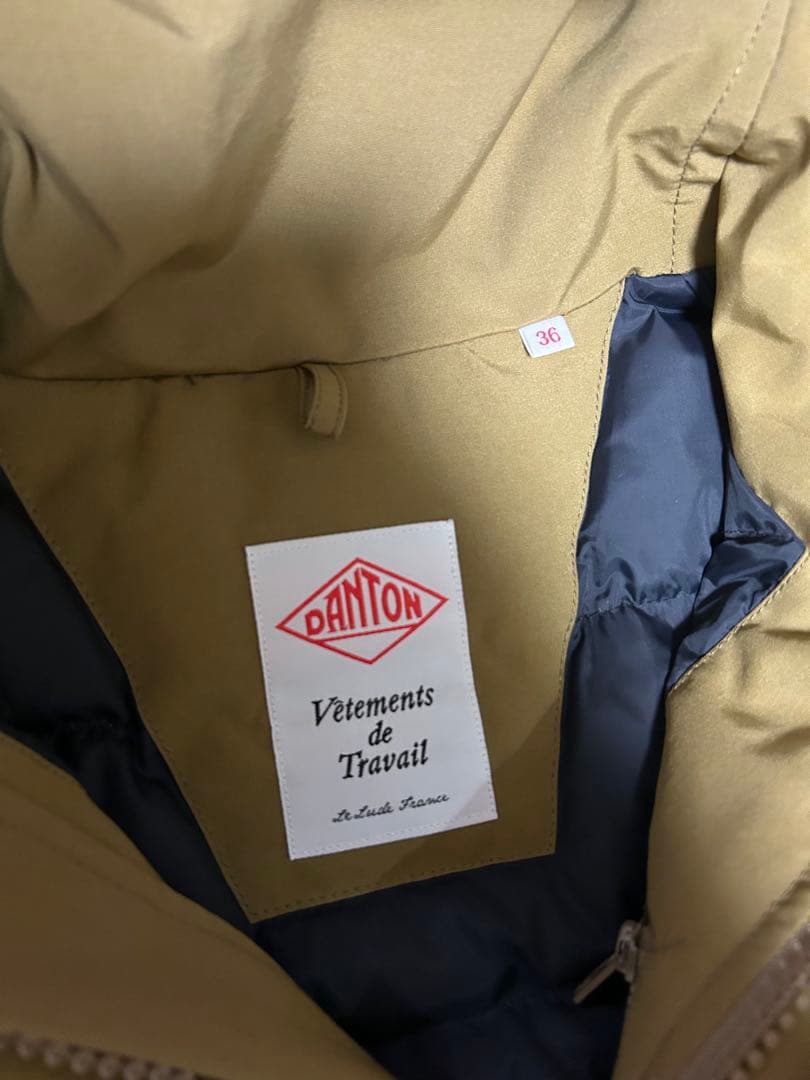 36
DANTON
Vêtements
de
Travail
Le Lude France